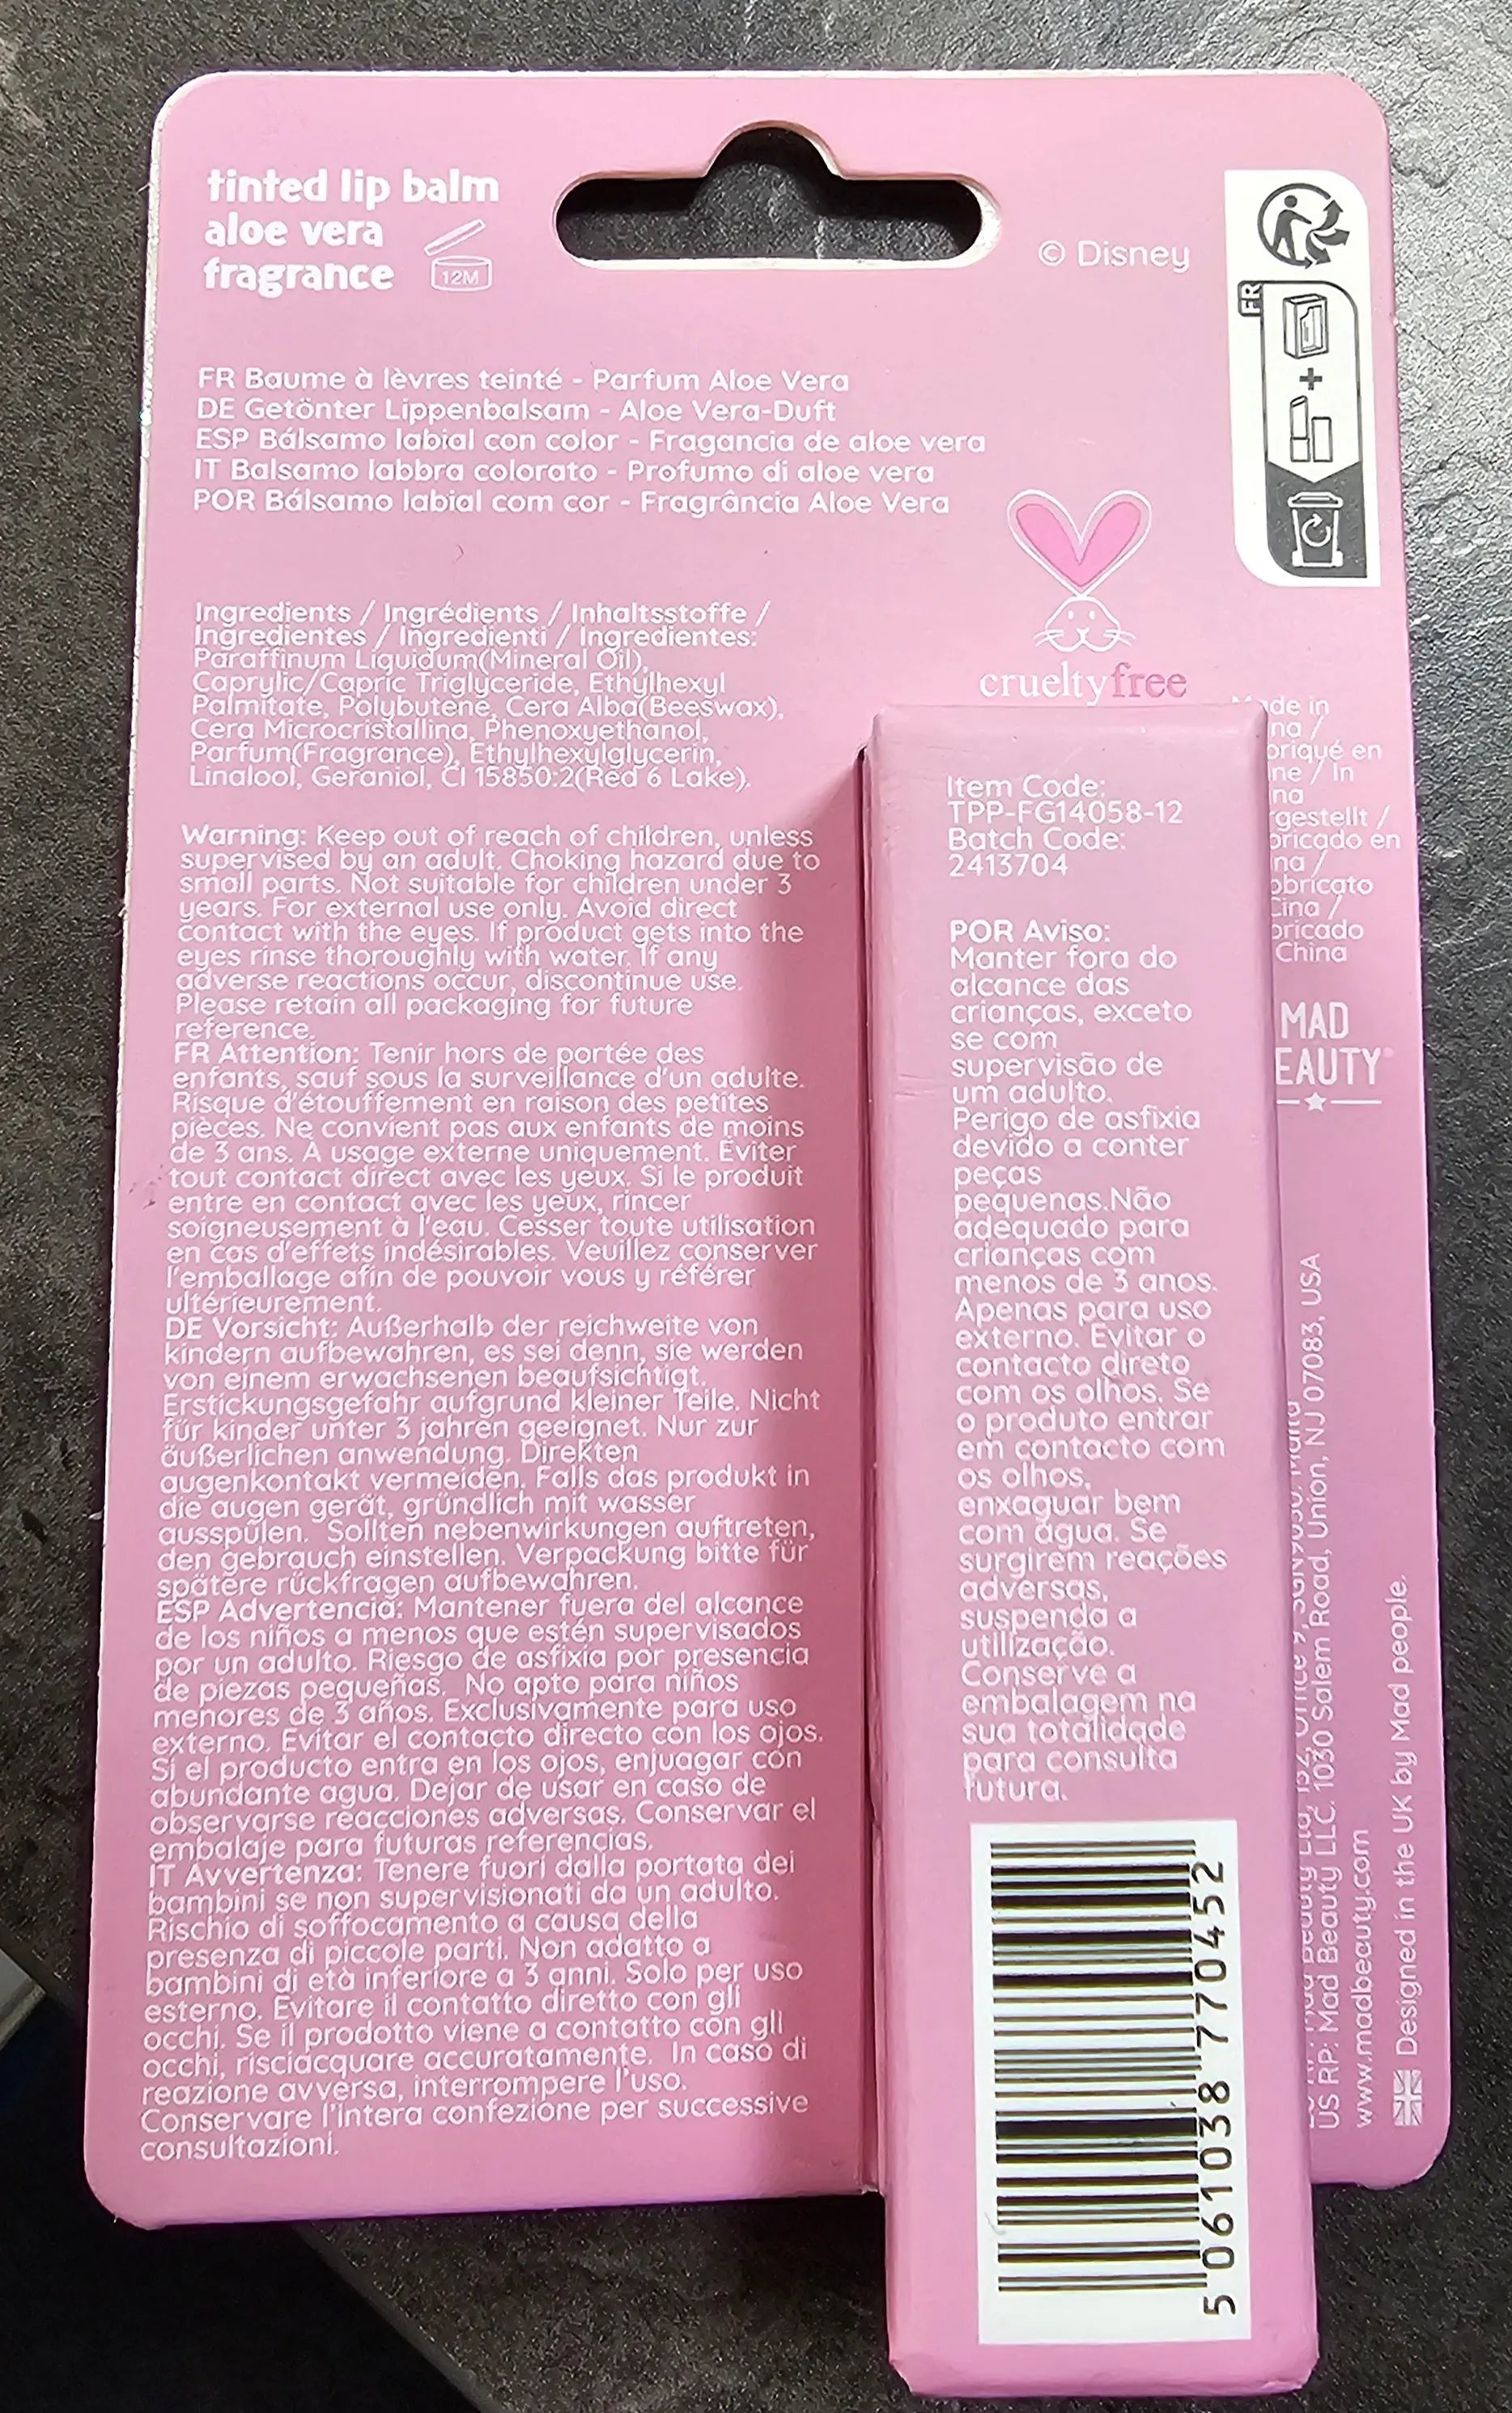 tinted lip balm
aloe vera
fragrance
12M
© Disney
FR
FR Baume à lèvres teinté - Parfum Aloe Vera
DE Getönter Lippenbalsam - Aloe Vera-Duft
ESP Bálsamo labial con color - Fragancia de aloe vera
IT Balsamo labbra colorato - Profumo di aloe vera
POR Bálsamo labial com cor - Fragrância Aloe Vera
Ingredients / Ingrédients / Inhaltsstoffe /
Ingredientes / Ingredienti / Ingredientes:
Paraffinum Liquidum(Mineral Oil),
Caprylic/Capric Triglyceride, Ethylhexyl
Palmitate, Polybutene, Cera Alba(Beeswax),
Cera Microcristallina, Phenoxyethanol,
Parfum(Fragrance), Ethylhexylglycerin,
Linalool, Geraniol, CI 15850:2(Red 6 Lake).
crueltyfree
Warning: Keep out of reach of children, unless
supervised by an adult. Choking hazard due to
small parts. Not suitable for children under 3
years. For external use only. Avoid direct
contact with the eyes. If product gets into the
eyes rinse thoroughly with water. If any
adverse reactions occur, discontinue use.
Please retain all packaging for future
reference.
FR Attention: Tenir hors de portée des
enfants, sauf sous la surveillance d'un adulte.
Risque d'étouffement en raison des petites
pièces. Ne convient pas aux enfants de moins
de 3 ans. À usage externe uniquement. Éviter
tout contact direct avec les yeux. Si le produit
entre en contact avec les yeux, rincer
soigneusement à l'eau. Cesser toute utilisation
en cas d'effets indésirables. Veuillez conserver
l'emballage afin de pouvoir vous y référer
ultérieurement.
DE Vorsicht: Außerhalb der reichweite von
kindern aufbewahren, es sei denn, sie werden
von einem erwachsenen beaufsichtigt.
Erstickungsgefahr aufgrund kleiner Teile. Nicht
für kinder unter 3 jahren geeignet. Nur zur
äußerlichen anwendung. Direkten
augenkontakt vermeiden. Falls das produkt in
die augen gerät, gründlich mit wasser
ausspülen. Sollten nebenwirkungen auftreten,
den gebrauch einstellen. Verpackung bitte für
spätere rückfragen aufbewahren.
ESP Advertencia: Mantener fuera del alcance
de los niños a menos que estén supervisados
por un adulto. Riesgo de asfixia por presencia
de piezas pequeñas. No apto para niños
menores de 3 años. Exclusivamente para uso
externo. Evitar el contacto directo con los ojos.
Si el producto entra en los ojos, enjuagar con
abundante agua. Dejar de usar en caso de
observarse reacciones adversas. Conservar el
embalaje para futuras referencias.
IT Avvertenza: Tenere fuori dalla portata dei
bambini se non supervisionati da un adulto.
Rischio di soffocamento a causa della
presenza di piccole parti. Non adatto a
bambini di età inferiore a 3 anni. Solo per uso
esterno. Evitare il contatto diretto con gli
occhi. Se il prodotto viene a contatto con gli
occhi, risciacquare accuratamente. In caso di
reazione avversa, interrompere l'uso.
Conservare l'intera confezione per successive
consultazioni.
Item Code:
TPP-FG14058-12
Batch Code:
2413704
POR Aviso:
Manter fora do
alcance das
crianças, exceto
se com
supervisão de
um adulto.
Perigo de asfixia
devido a conter
peças
pequenas.Não
adequado para
crianças com
menos de 3 anos.
Apenas para uso
externo. Evitar o
contacto direto
com os olhos. Se
o produto entrar
em contacto com
os olhos,
enxaguar bem
com água. Se
surgirem reações
adversas,
suspenda a
utilização.
Conserve a
embalagem na
sua totalidade
para consulta
futura.
5 061038 770452
Made in
na /
briqué en
ne / In
na
rgestellt /
bricado en
na /
bbricato
Cina /
bricado
China
MAD
EAUTY
US RP: Mad Beauty LLC. 1030 Salem Road, Union, NJ 07083, USA
www.madbeauty.com
Designed in the UK by Mad people.